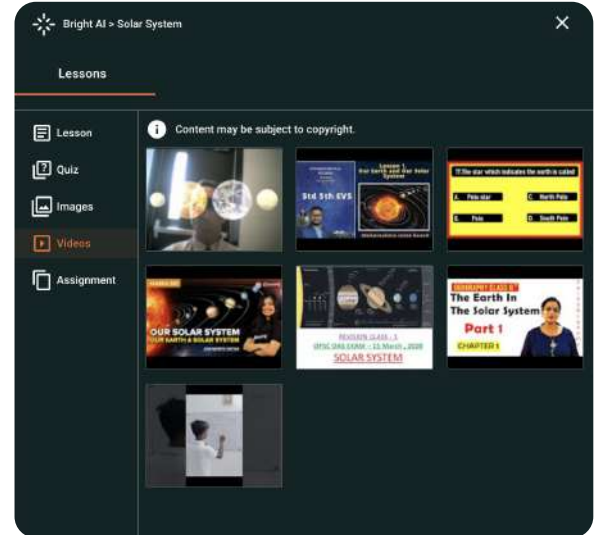 Bright AI > Solar System
Lessons
Lesson
Quiz
Images
Videos
Assignment
Content may be subject to copyright.
Std 5th EVS
Lesson 1.
Our Earth and Our Solar
System
11.The star which indicates the earth is called
A. Pole star
C. North Pole
B. Pole
D. South Pole
OUR SOLAR SYSTEM
OUR EARTH & SOLAR SYSTEM
REVISION CLASS - 1
SOLAR SYSTEM
GEOGRAPHY CLASS 6
The Earth In
The Solar System
Part 1
CHAPTER 1